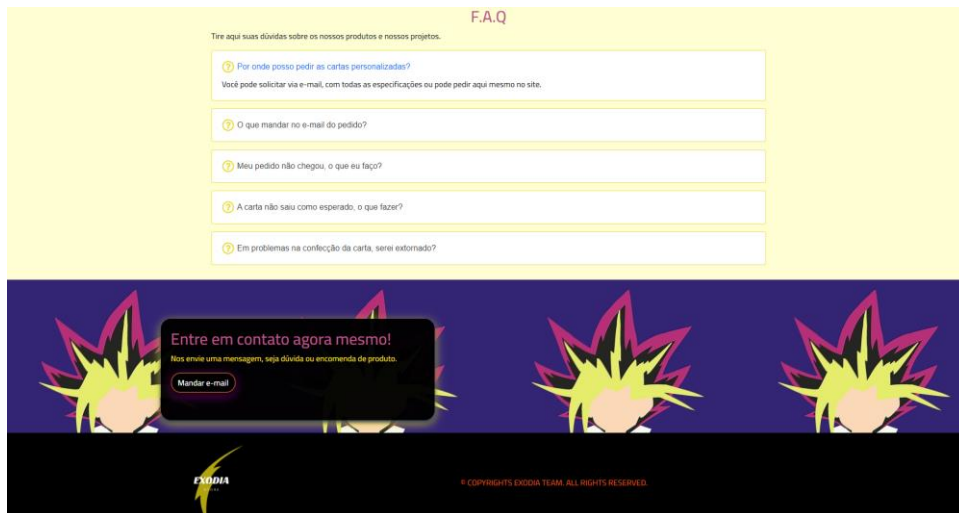 F.A.Q
Tire aqui suas dúvidas sobre os nossos produtos e nossos projetos.
Por onde posso pedir as cartas personalizadas?
Você pode solicitar via e-mail, com todas as especificações ou pode pedir aqui mesmo no site.
O que mandar no e-mail do pedido?
Meu pedido não chegou, o que eu faço?
A carta não saiu como esperado, o que fazer?
Em problemas na confecção da carta, serei extornado?
Entre em contato agora mesmo!
Nos envie uma mensagem, seja dúvida ou encomenda de produto.
Mandar e-mail
EXODIA
© COPYRIGHTS EXODIA TEAM. ALL RIGHTS RESERVED.